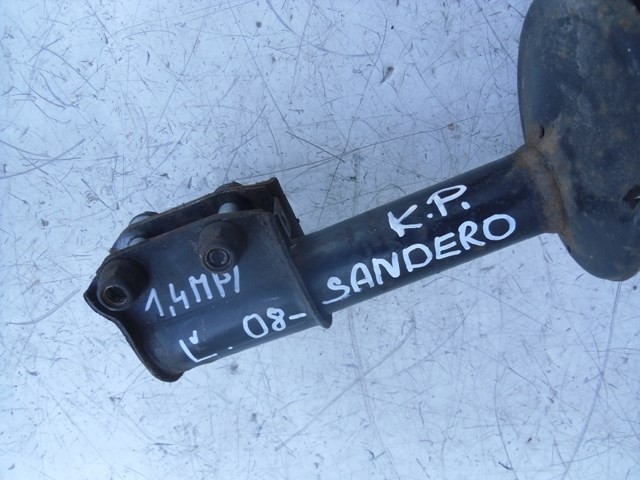 K.P.
SANDERO
1,4MPI
Ľ. 08-